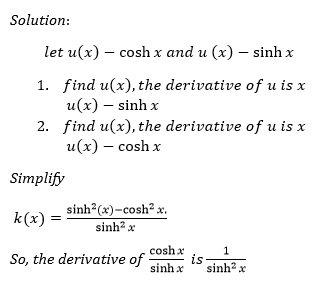 Solution:
let u(x) – cosh x and u (x) – sinh x
1. find u(x), the derivative of u is x
u(x) – sinh x
2. find u(x), the derivative of u is x
u(x) – cosh x
Simplify
k(x) = sinh²(x)−cosh² x. / sinh² x
So, the derivative of cosh x / sinh x is - 1 / sinh² x